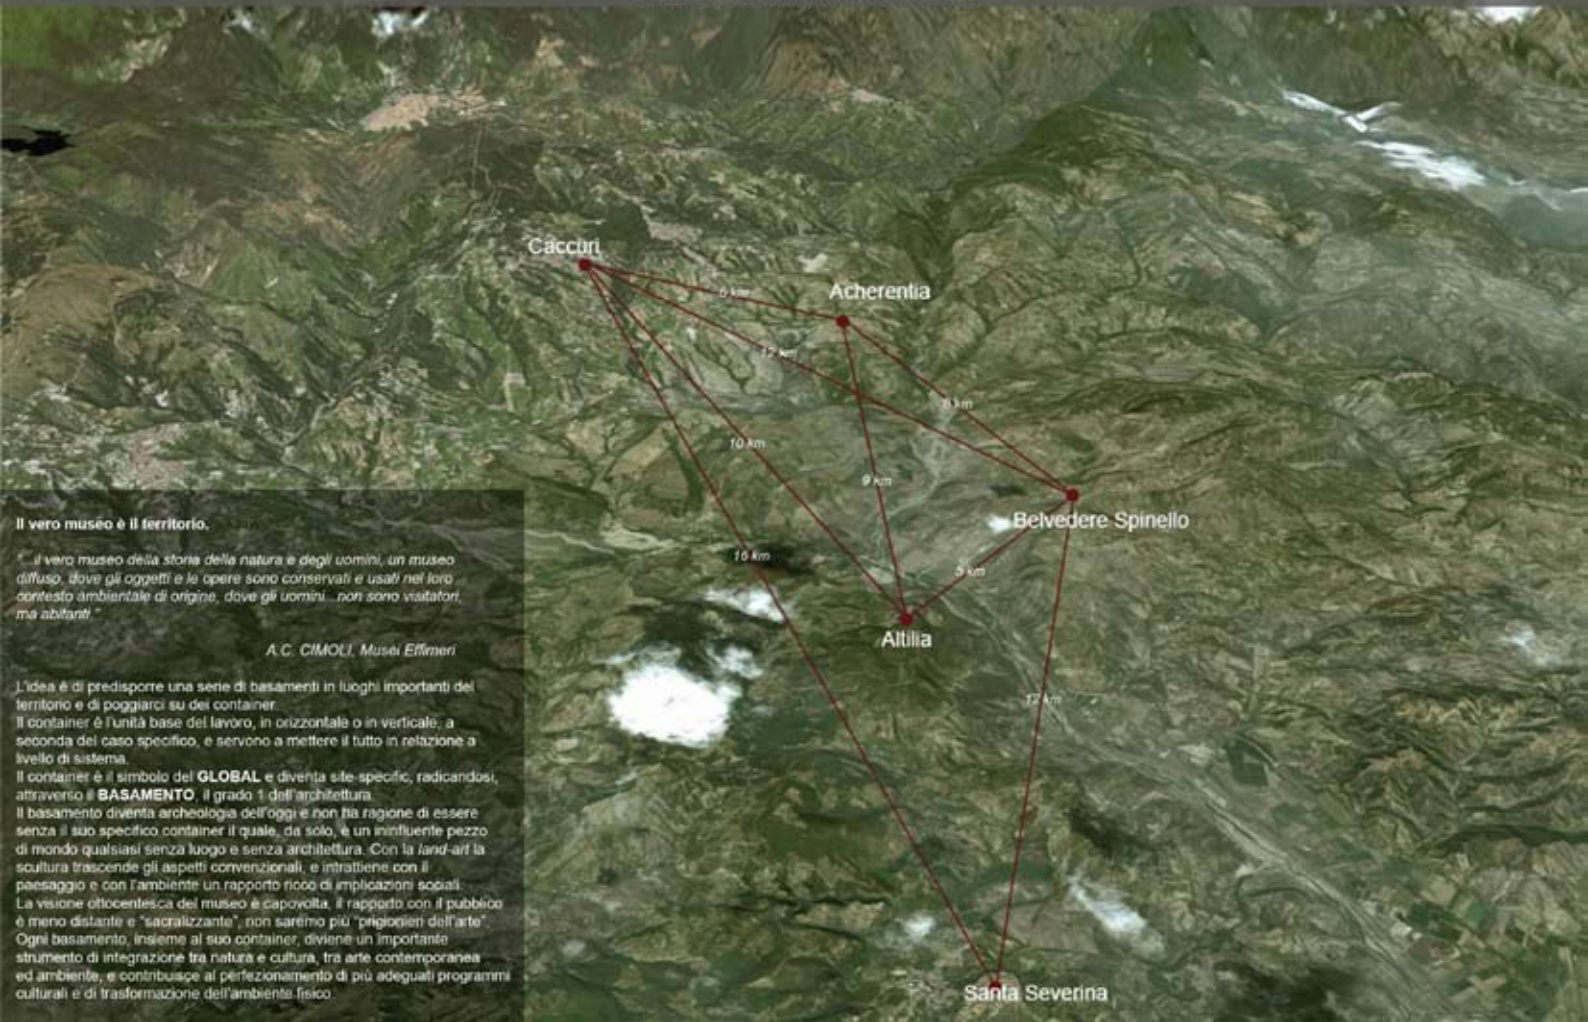 Caccuri
Acherentia
6 km
12 km
8 km
10 km
9 km
Belvedere Spinello
16 km
5 km
Altilia
Santa Severina
Il vero museo è il territorio.
"...il vero museo della storia della natura e degli uomini, un museo
diffuso, dove gli oggetti e le opere sono conservati e usati nel loro
contesto ambientale di origine, dove gli uomini...non sono visitatori,
ma abitanti."
A.C. CIMOLI, Musei Effimeri
L'idea è di predisporre una serie di basamenti in luoghi importanti del
territorio e di poggiarci su dei container.
Il container è l'unità base del lavoro, in orizzontale o in verticale, a
seconda del caso specifico, e servono a mettere il tutto in relazione a
livello di sistema.
Il container è il simbolo del GLOBAL e diventa site-specific, radicandosi,
attraverso il BASAMENTO, il grado 1 dell'architettura.
Il basamento diventa archeologia dell'oggi e non ha ragione di essere
senza il suo specifico container il quale, da solo, è un ininfluente pezzo
di mondo qualsiasi senza luogo e senza architettura. Con la land-art la
scultura trascende gli aspetti convenzionali, e intrattiene con il
paesaggio e con l'ambiente un rapporto ricco di implicazioni sociali.
La visione ottocentesca del museo è capovolta, il rapporto con il pubblico
è meno distante e "sacralizzante", non saremo più "prigionieri dell'arte".
Ogni basamento, insieme al suo container, diviene un importante
strumento di integrazione tra natura e cultura, tra arte contemporanea
ed ambiente, e contribuisce al perfezionamento di più adeguati programmi
culturali e di trasformazione dell'ambiente fisico.